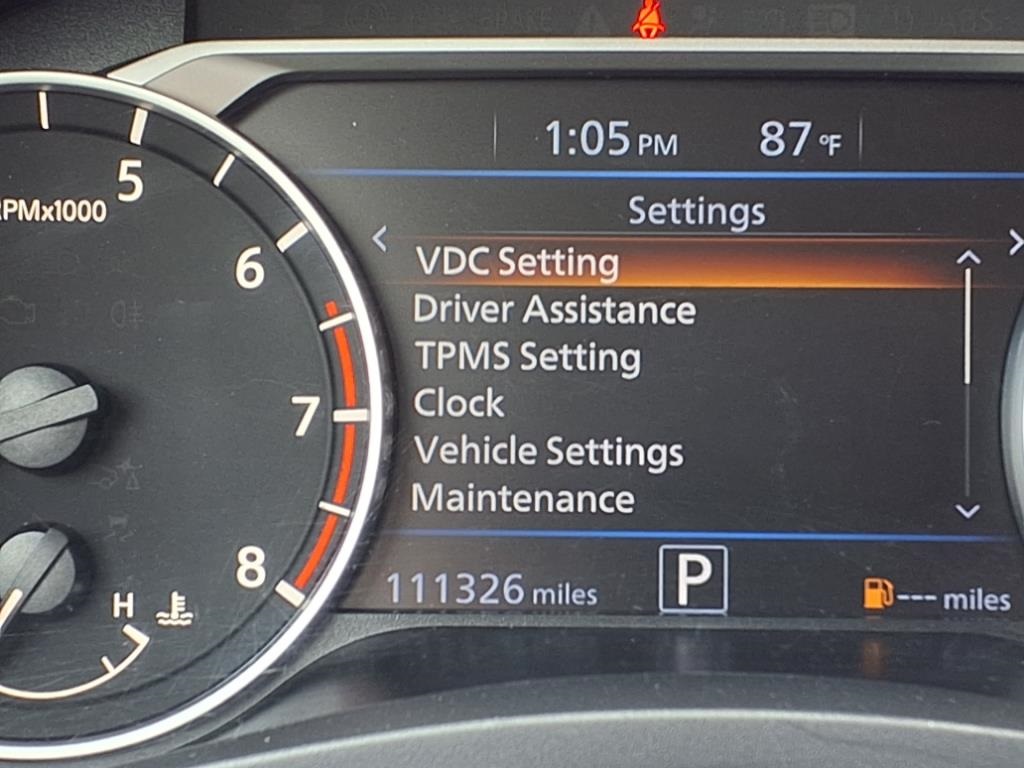 1:05 PM 87 °F
Settings
5
RPMx1000
6
VDC Setting
Driver Assistance
TPMS Setting
Clock
7
Vehicle Settings
Maintenance
8
111326 miles P --- miles
H